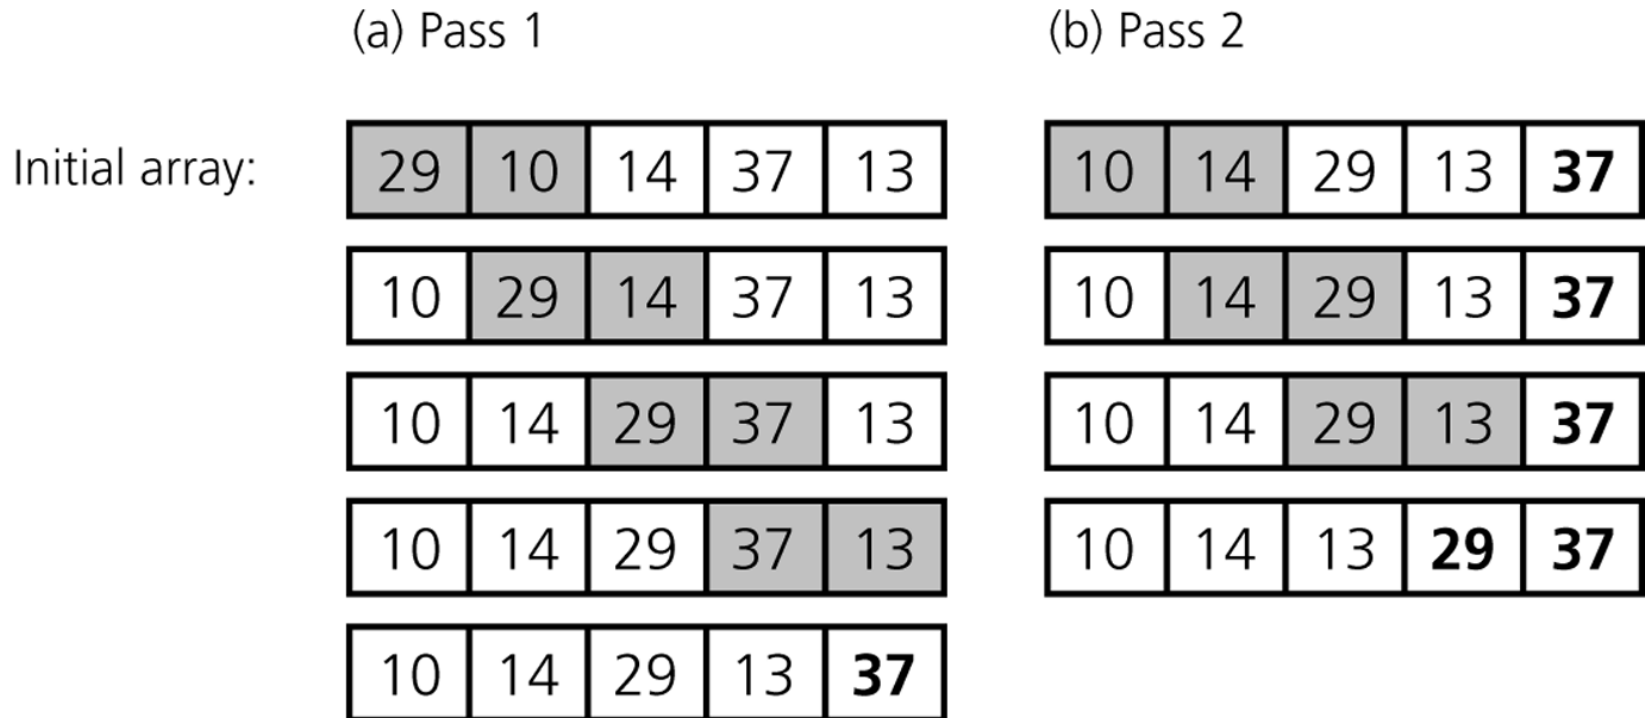 (a) Pass 1 (b) Pass 2
Initial array: 29 10 14 37 13 10 14 29 13 37
10 29 14 37 13 10 14 29 13 37
10 14 29 37 13 10 14 29 13 37
10 14 29 37 13 10 14 13 29 37
10 14 29 13 37